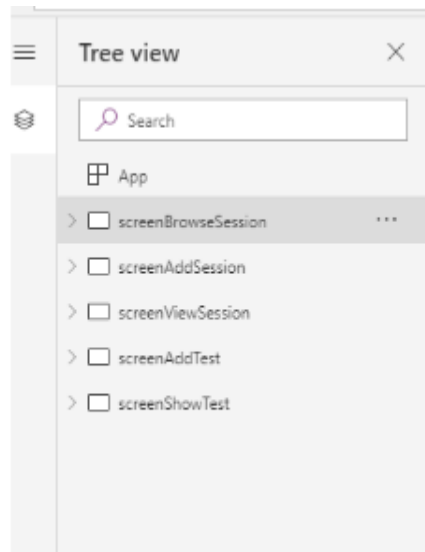 Tree view
Search
App
screenBrowseSession
screenAddSession
screenViewSession
screenAddTest
screenShowTest